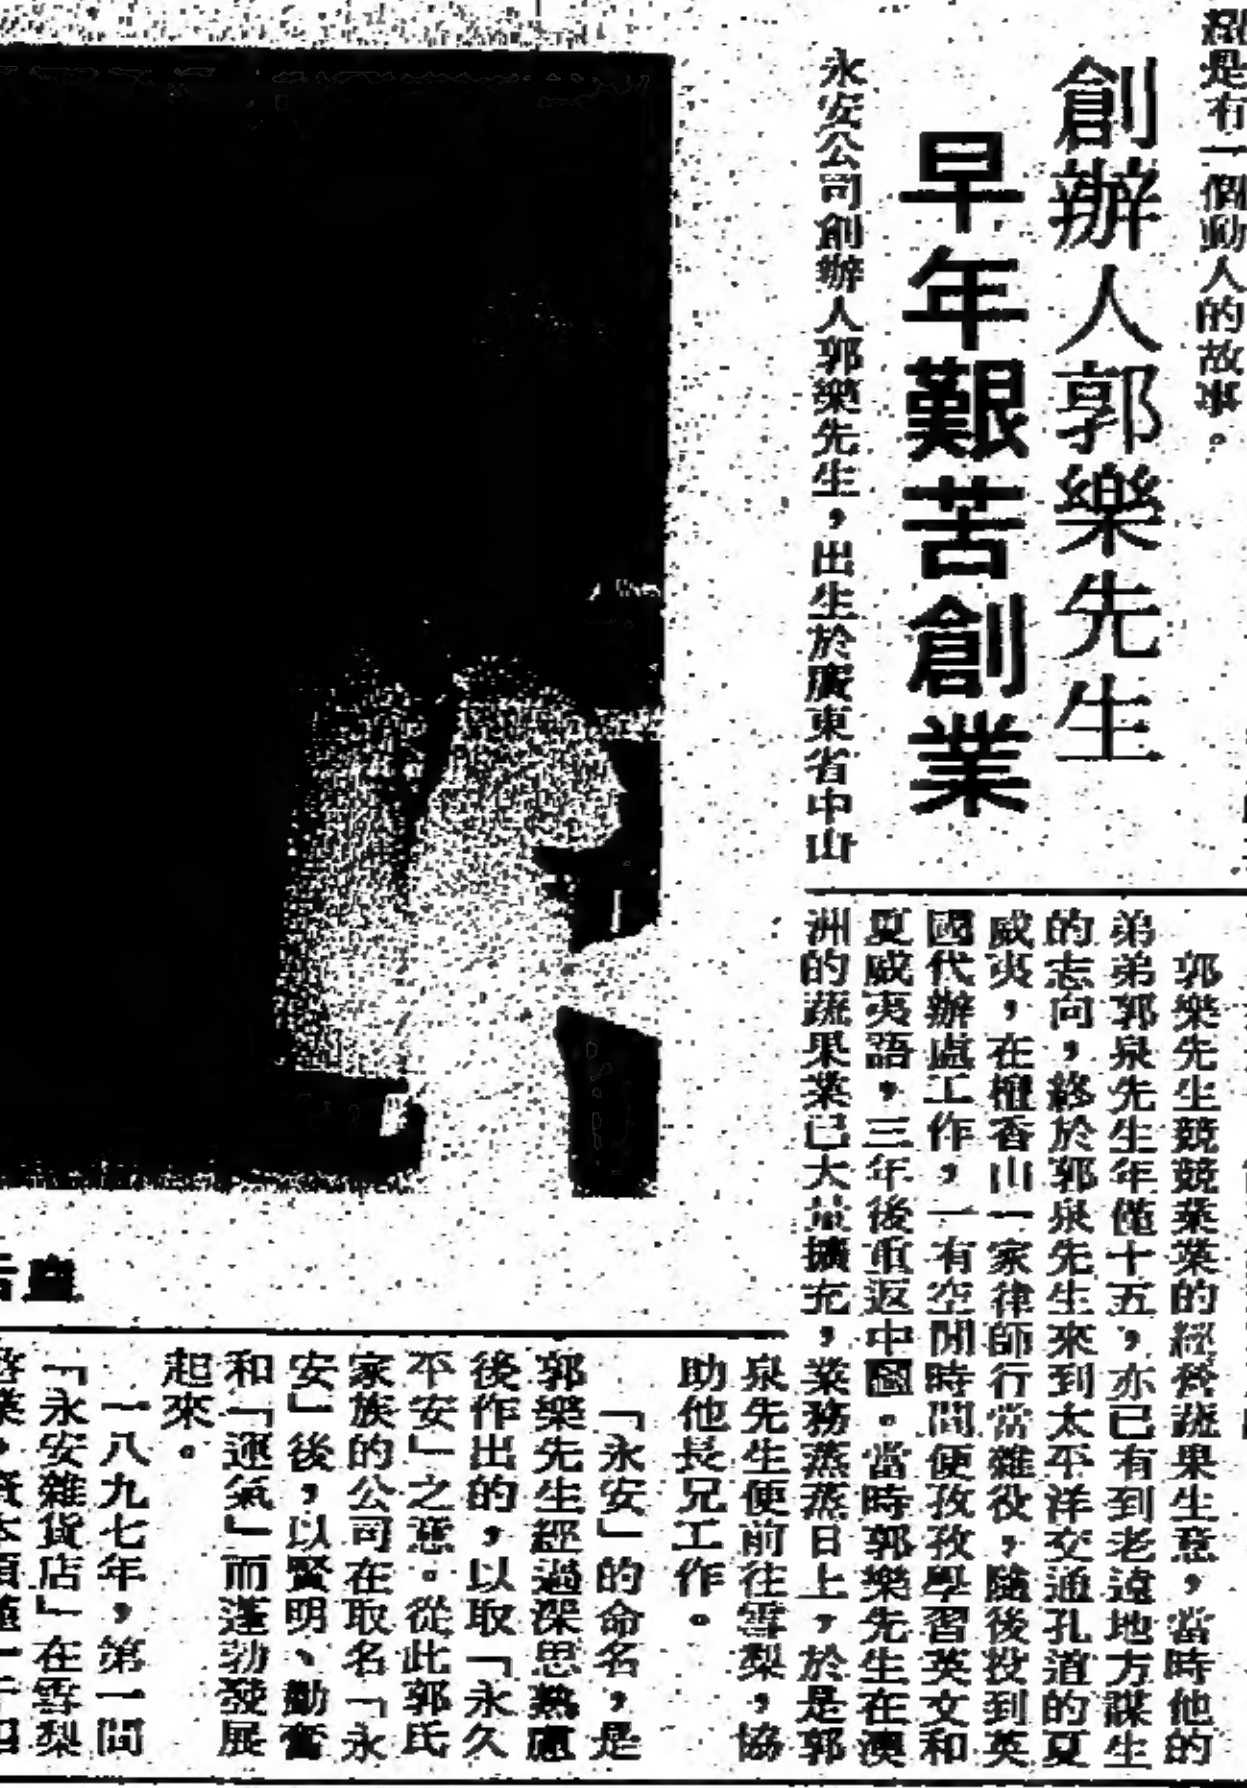 是有一個動人的故事。
創辦人郭樂先生
早年艱苦創業
永安公司創辦人郭樂先生，出生於廣東省中山
郭樂先生競競業業的經營蔬果生意，當時他的
弟弟郭泉先生年僅十五，亦已有到老遠地方謀生
的志向，終於郭泉先生來到太平洋交通孔道的夏
威夷，在檀香山一家律師行當雜役，隨後投到英
國代辦處工作，一有空閒時間便孜孜學習英文和
夏威夷語，三年後重返中國。當時郭樂先生在澳
洲的蔬果業已大量擴充，業務蒸蒸日上，於是郭
泉先生便前往雪梨，協
助他長兄工作。
「永安」的命名，是
郭樂先生經過深思熟慮
後作出的，以取「永久
不安」之意。從此郭氏
家族的公司在取名「永
安」後，以賢明、勤奮
和「運氣」而蓬勃發展
起來。
一八九七年，第一間
「永安雜貨店」在雪梨